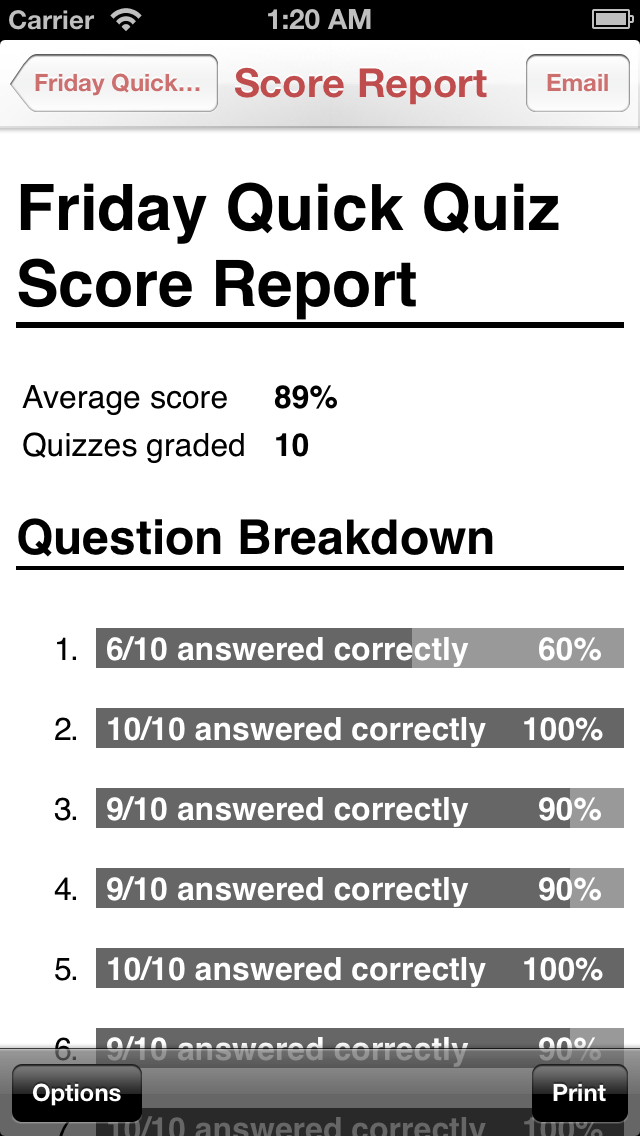 Carrier 1:20 AM
Friday Quick... Score Report Email
Friday Quick Quiz
Score Report
Average score 89%
Quizzes graded 10
Question Breakdown
1. 6/10 answered correctly 60%
2. 10/10 answered correctly 100%
3. 9/10 answered correctly 90%
4. 9/10 answered correctly 90%
5. 10/10 answered correctly 100%
6. 9/10 answered correctly 90%
Options Print
10/10 answered correctly 100%